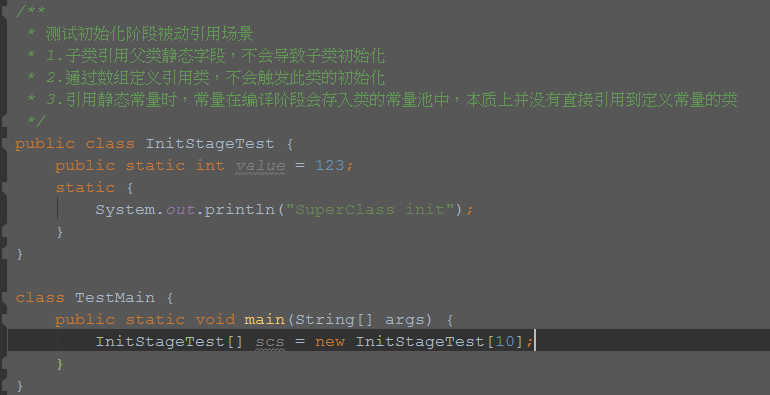 /**
 * 测试初始化阶段被动引用场景
 * 1.子类引用父类静态字段，不会导致子类初始化
 * 2.通过数组定义引用类，不会触发此类的初始化
 * 3.引用静态常量时，常量在编译阶段会存入类的常量池中，本质上并没有直接引用到定义常量的类
 */
public class InitStageTest {
    public static int value = 123;
    static {
        System.out.println("SuperClass init");
    }
}
class TestMain {
    public static void main(String[] args) {
        InitStageTest[] scs = new InitStageTest[10];
    }
}